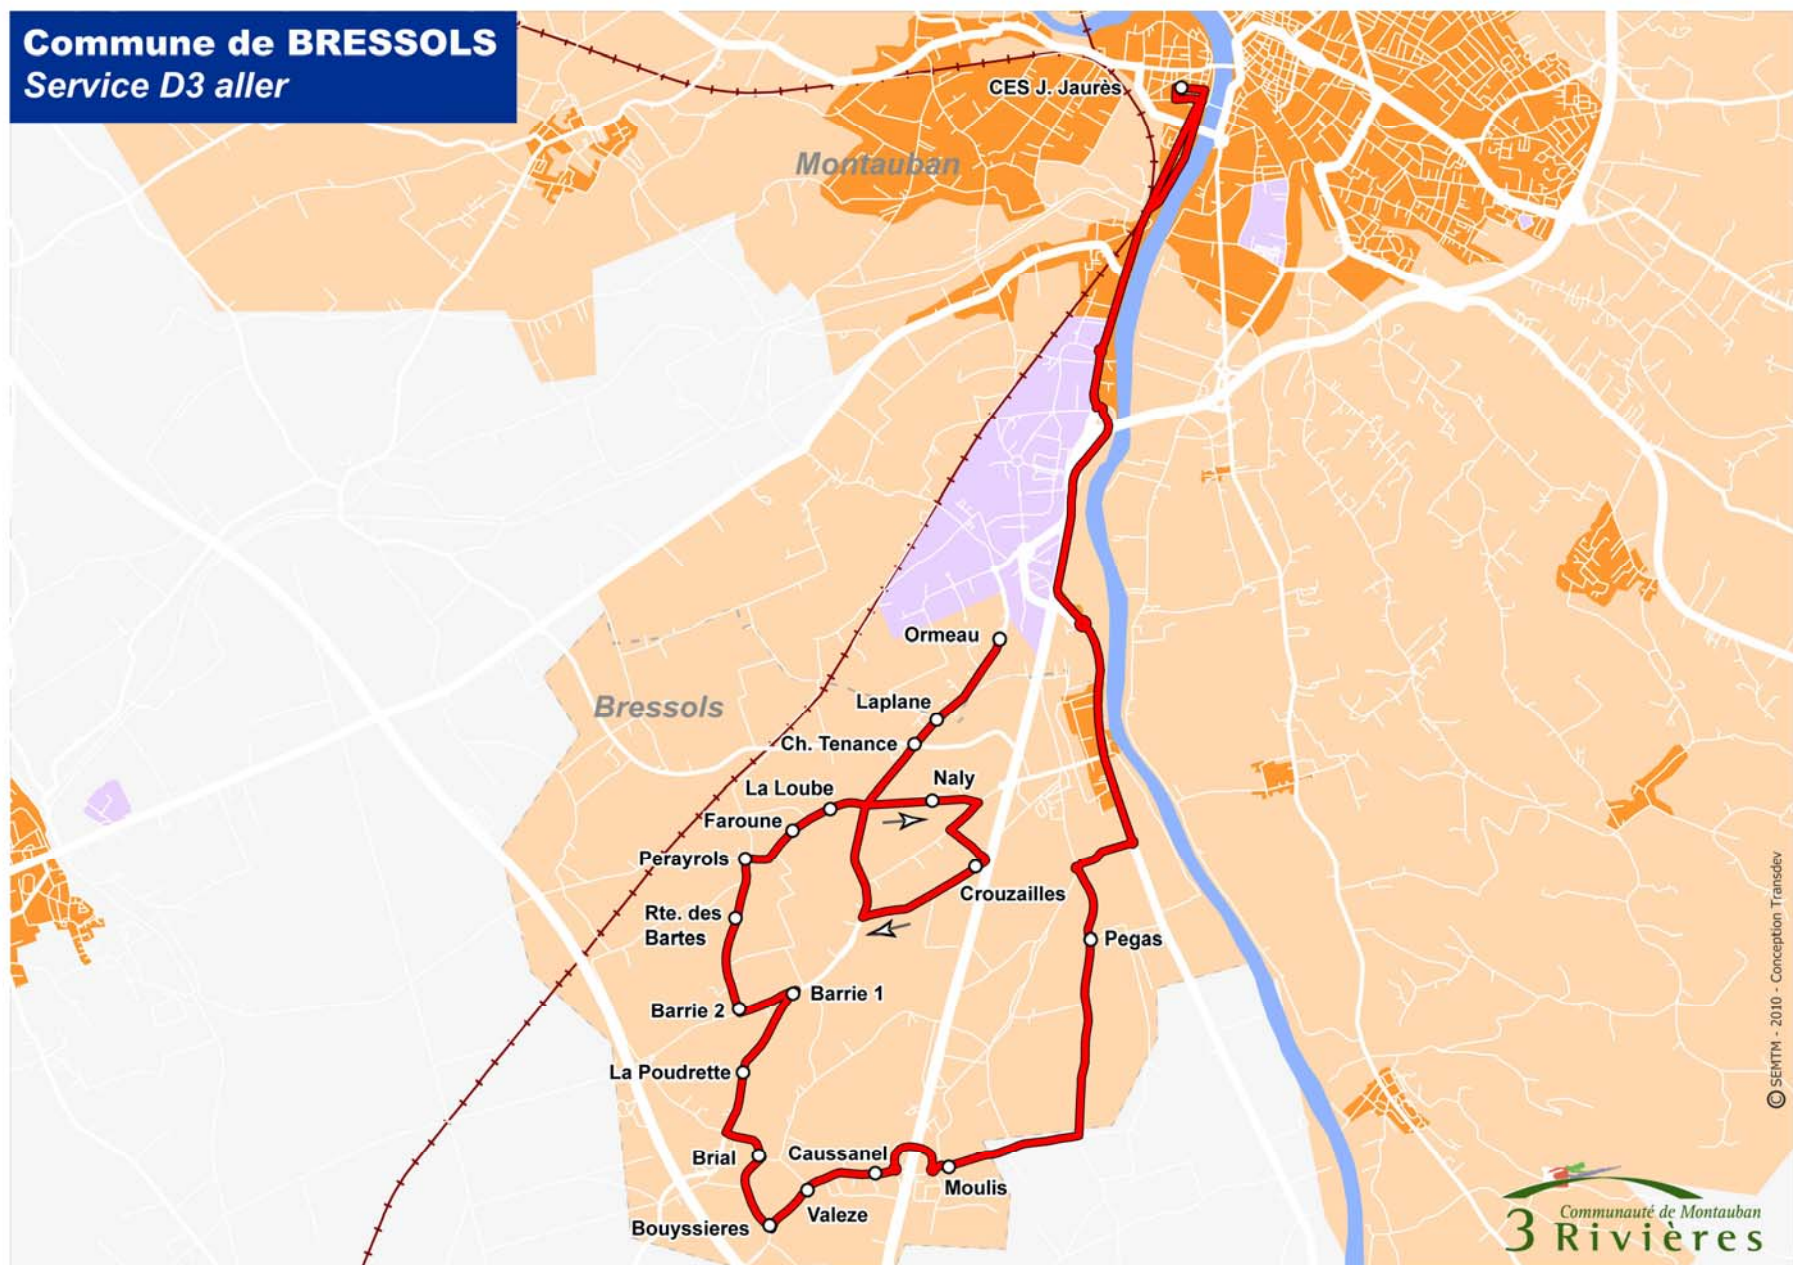 Commune de BRESSOLS
Service D3 aller
CES J. Jaurès
Montauban
Ormeau
Bressols
Laplane
Ch. Tenance
Naly
La Loube
Faroune
Perayrols
Crouzailles
Rte. des
Bartes
Pegas
Barrie 1
Barrie 2
La Poudrette
Caussanel
Brial
Moulis
Valeze
Bouyssieres
© SEMTM - 2010 - Conception Transdev
Communauté de Montauban
3 Rivières